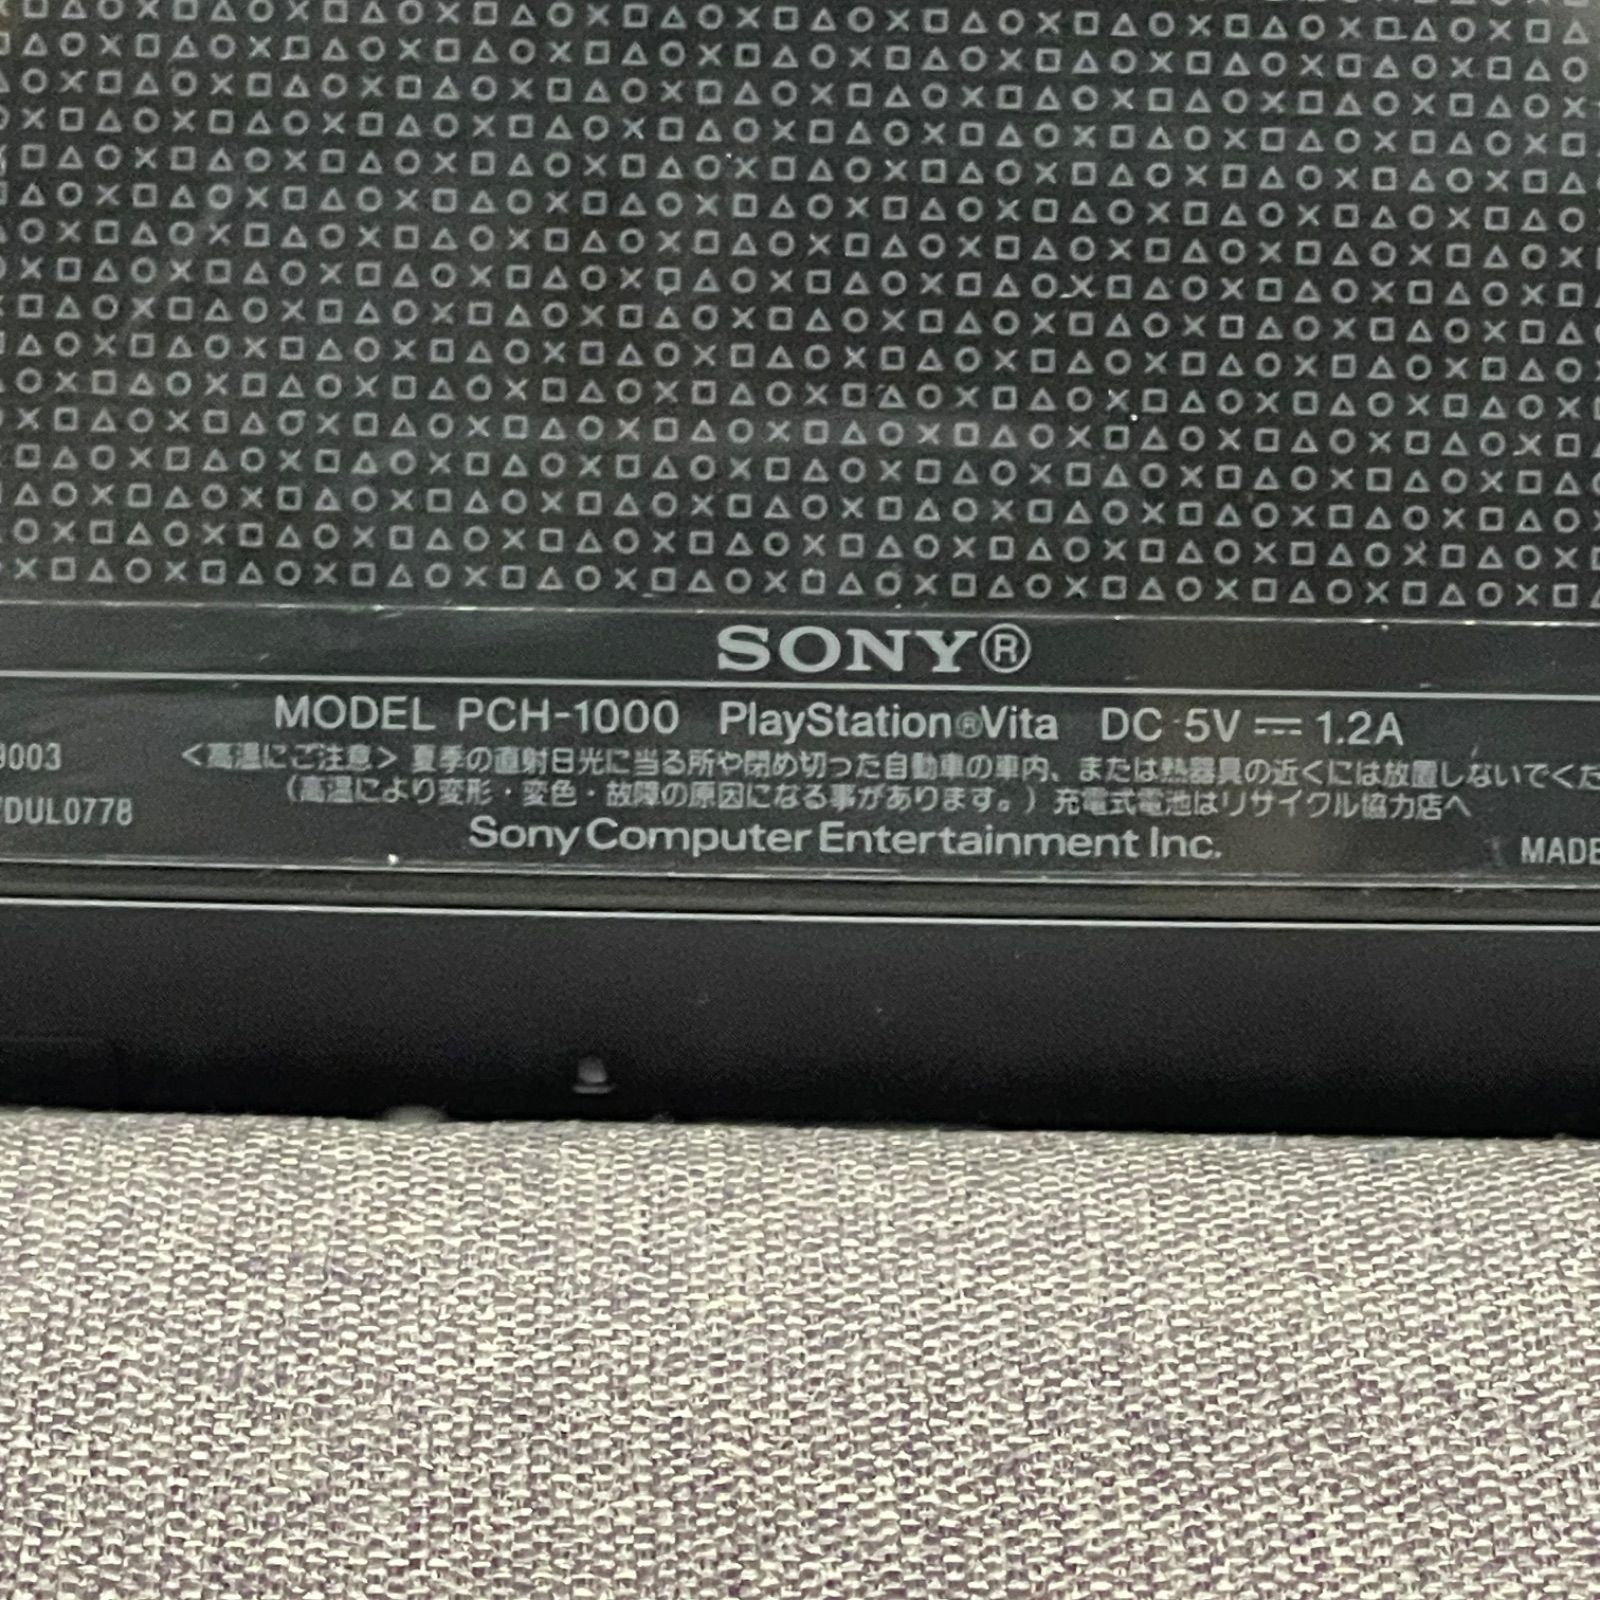 SONY®
MODEL PCH-1000 PlayStation®Vita DC 5V ⎓ 1.2A
9003
<高温にご注意> 夏季の直射日光に当る所や閉め切った自動車の車内、または熱器具の近くには放置しないでくだ
DUL0778
(高温により変形・変色・故障の原因になる事があります。) 充電式電池はリサイクル協力店へ
Sony Computer Entertainment Inc.
MADE